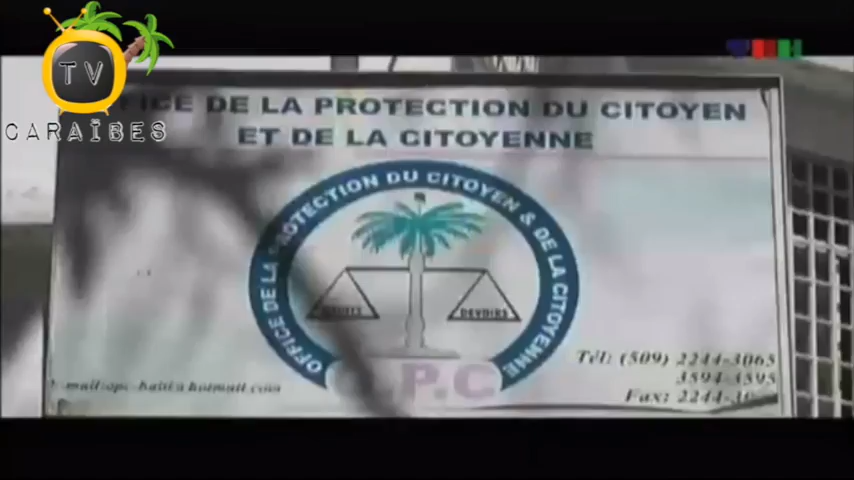 TV
CARAÏBES
OFFICE DE LA PROTECTION DU CITOYEN
ET DE LA CITOYENNE
OFFICE DE LA PROTECTION DU CITOYEN & DE LA CITOYENNE
DEVOIRS
P.C
Tél: (509) 2244-3065
3594-3595
Fax: 2244-